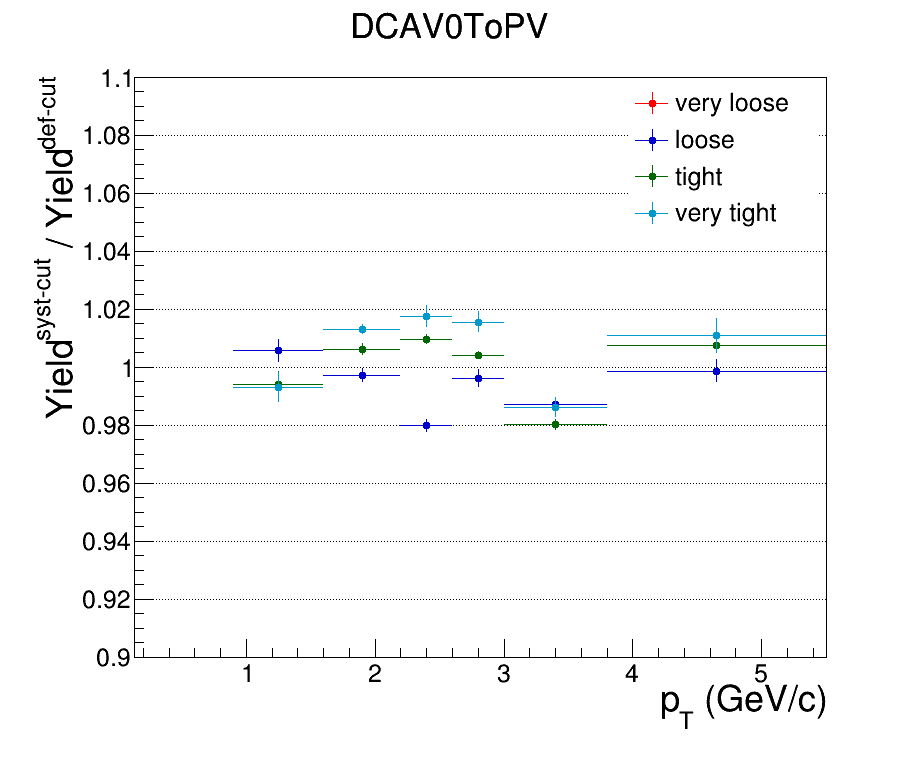 DCAV0ToPV
Yield^syst-cut / Yield^def-cut
1.1
1.08
1.06
1.04
1.02
1
0.98
0.96
0.94
0.92
0.9
very loose
loose
tight
very tight
1 2 3 4 5
p_T (GeV/c)